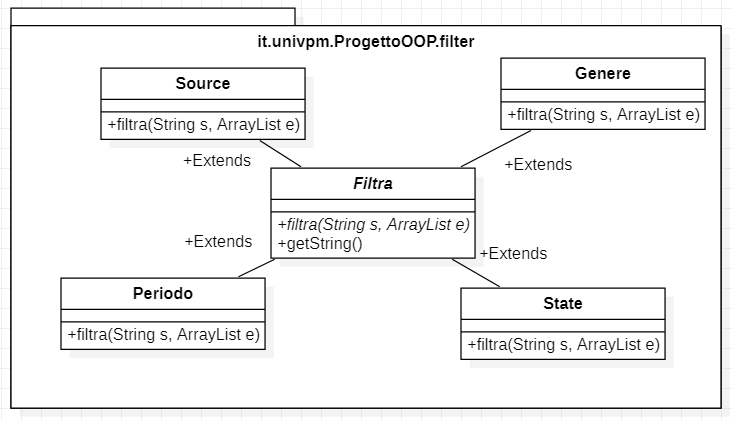 it.univpm.ProgettoOOP.filter
Source
+filtra(String s, ArrayList e)
Genere
+filtra(String s, ArrayList e)
+Extends
+Extends
Filtra
+filtra(String s, ArrayList e)
+getString()
+Extends
+Extends
Periodo
+filtra(String s, ArrayList e)
State
+filtra(String s, ArrayList e)